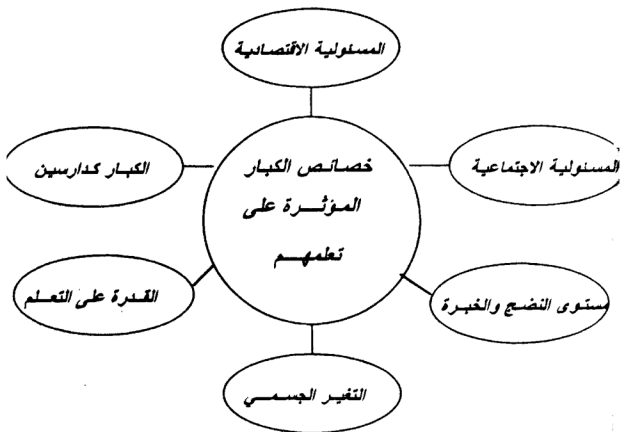 المسئولية الاقتصادية
المسئولية الاجتماعية
الكبار كدارسين
خصائص الكبار
المؤثرة على
تعلمهم
مستوى النضج والخبرة
القدرة على التعلم
التغير الجسمي